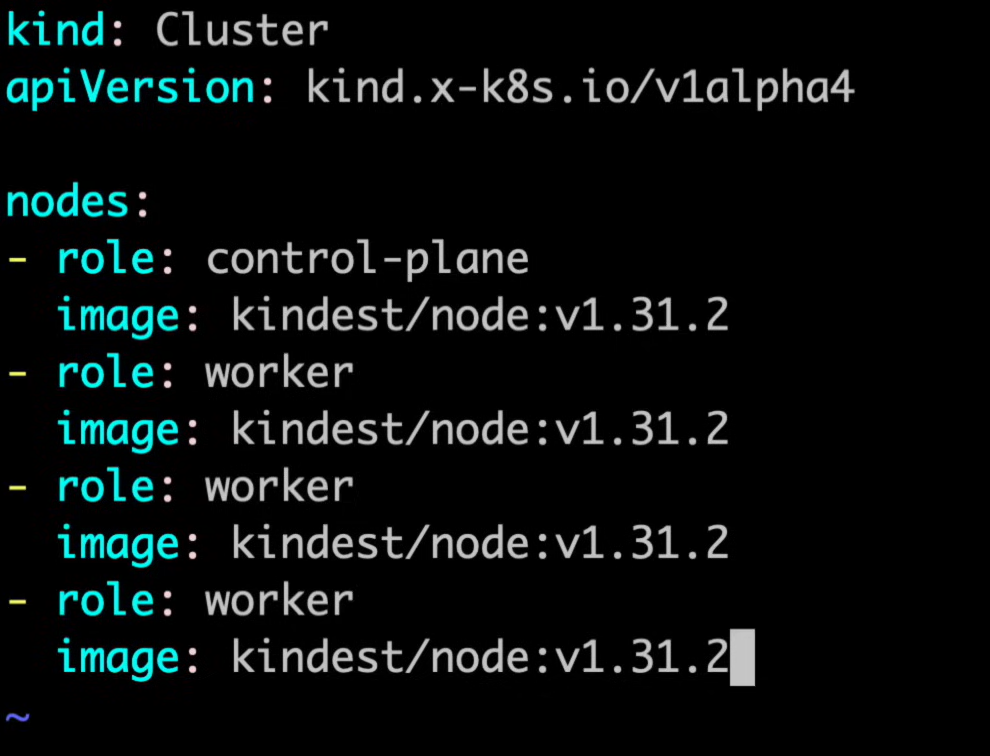 kind: Cluster
apiVersion: kind.x-k8s.io/v1alpha4

nodes:
- role: control-plane
  image: kindest/node:v1.31.2
- role: worker
  image: kindest/node:v1.31.2
- role: worker
  image: kindest/node:v1.31.2
- role: worker
  image: kindest/node:v1.31.2
~